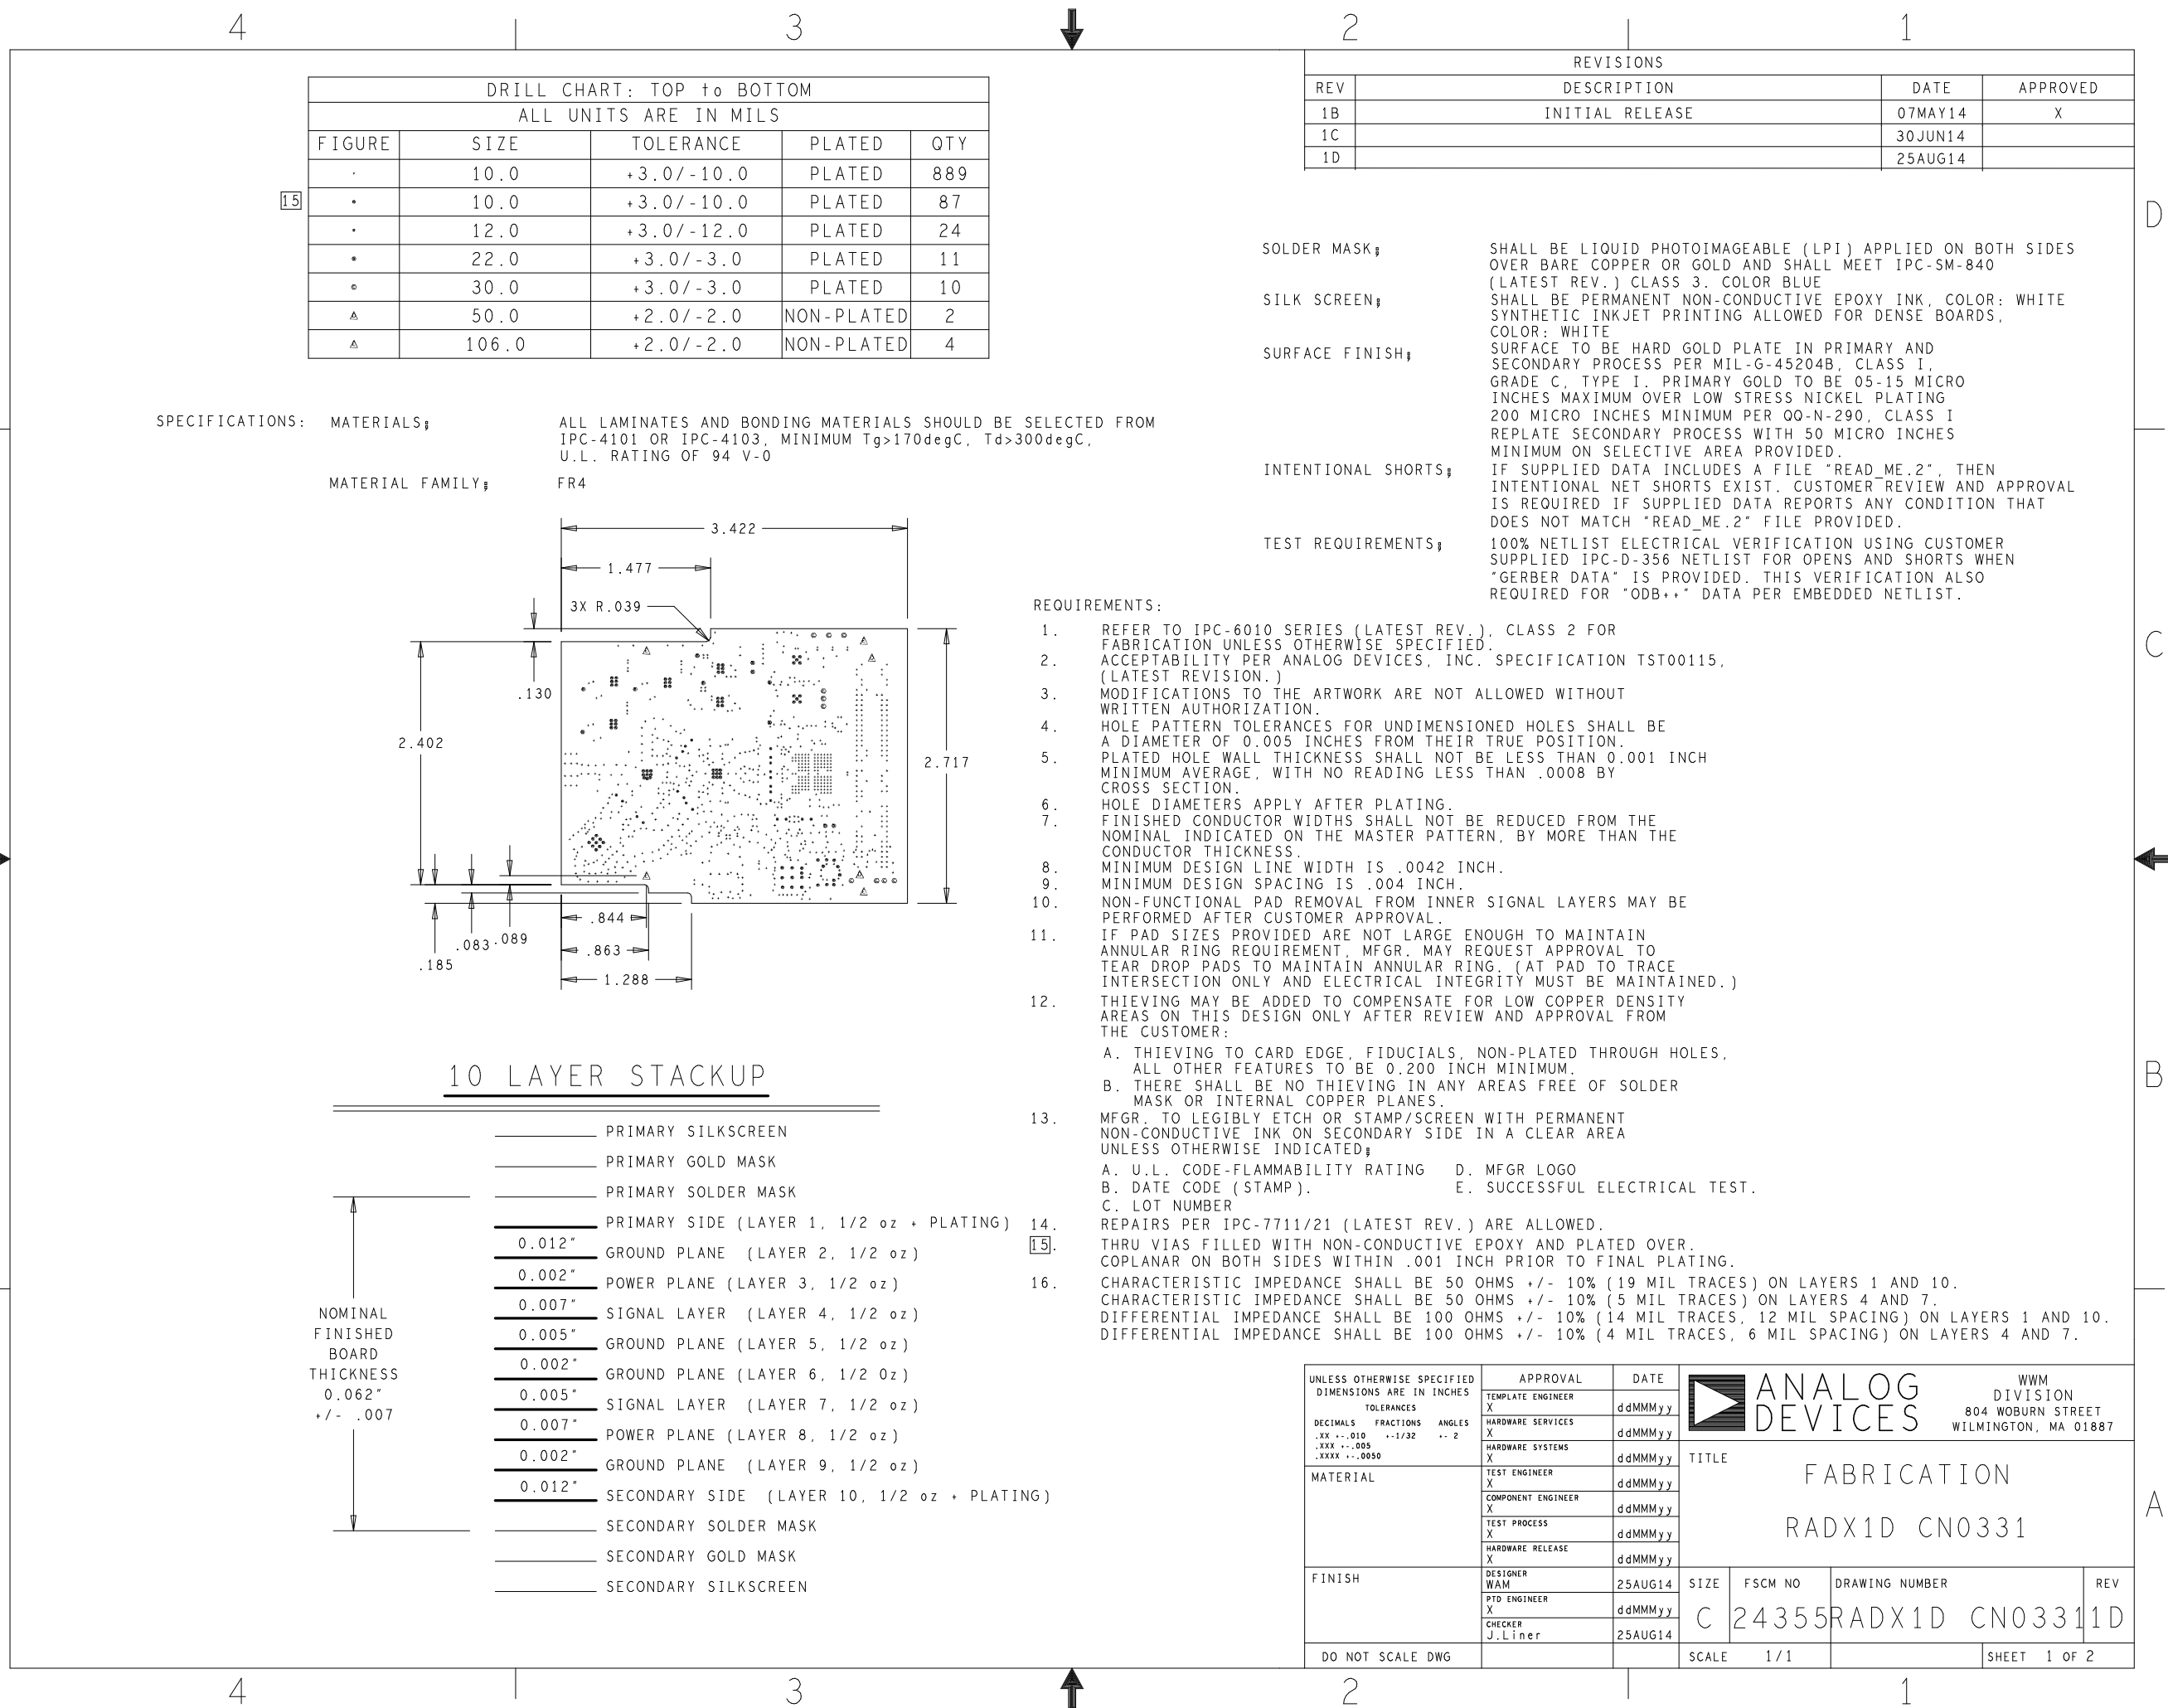 4 3 2 1
DRILL CHART: TOP to BOTTOM
ALL UNITS ARE IN MILS
FIGURE SIZE TOLERANCE PLATED QTY
10.0 +3.0/-10.0 PLATED 889
15 10.0 +3.0/-10.0 PLATED 87
12.0 +3.0/-12.0 PLATED 24
22.0 +3.0/-3.0 PLATED 11
30.0 +3.0/-3.0 PLATED 10
50.0 +2.0/-2.0 NON-PLATED 2
106.0 +2.0/-2.0 NON-PLATED 4
REVISIONS
REV DESCRIPTION DATE APPROVED
1B INITIAL RELEASE 07MAY14 X
1C 30JUN14
1D 25AUG14
D
SOLDER MASK; SHALL BE LIQUID PHOTOIMAGEABLE (LPI) APPLIED ON BOTH SIDES
OVER BARE COPPER OR GOLD AND SHALL MEET IPC-SM-840
(LATEST REV.) CLASS 3. COLOR BLUE
SILK SCREEN; SHALL BE PERMANENT NON-CONDUCTIVE EPOXY INK, COLOR: WHITE
SYNTHETIC INKJET PRINTING ALLOWED FOR DENSE BOARDS,
COLOR: WHITE
SURFACE FINISH; SURFACE TO BE HARD GOLD PLATE IN PRIMARY AND
SECONDARY PROCESS PER MIL-G-45204B, CLASS I,
GRADE C, TYPE I. PRIMARY GOLD TO BE 05-15 MICRO
INCHES MAXIMUM OVER LOW STRESS NICKEL PLATING
200 MICRO INCHES MINIMUM PER QQ-N-290, CLASS I
REPLATE SECONDARY PROCESS WITH 50 MICRO INCHES
MINIMUM ON SELECTIVE AREA PROVIDED.
INTENTIONAL SHORTS; IF SUPPLIED DATA INCLUDES A FILE "READ_ME.2", THEN
INTENTIONAL NET SHORTS EXIST. CUSTOMER REVIEW AND APPROVAL
IS REQUIRED IF SUPPLIED DATA REPORTS ANY CONDITION THAT
DOES NOT MATCH "READ_ME.2" FILE PROVIDED.
TEST REQUIREMENTS; 100% NETLIST ELECTRICAL VERIFICATION USING CUSTOMER
SUPPLIED IPC-D-356 NETLIST FOR OPENS AND SHORTS WHEN
"GERBER DATA" IS PROVIDED. THIS VERIFICATION ALSO
REQUIRED FOR "ODB++" DATA PER EMBEDDED NETLIST.
SPECIFICATIONS: MATERIALS; ALL LAMINATES AND BONDING MATERIALS SHOULD BE SELECTED FROM
IPC-4101 OR IPC-4103, MINIMUM Tg>170degC, Td>300degC,
U.L. RATING OF 94 V-0
MATERIAL FAMILY; FR4
3.422
1.477
3X R.039
.130
2.402
2.717
.844
.083 .089
.863
.185
1.288
C
REQUIREMENTS:
1. REFER TO IPC-6010 SERIES (LATEST REV.), CLASS 2 FOR
FABRICATION UNLESS OTHERWISE SPECIFIED.
2. ACCEPTABILITY PER ANALOG DEVICES, INC. SPECIFICATION TST00115,
(LATEST REVISION.)
3. MODIFICATIONS TO THE ARTWORK ARE NOT ALLOWED WITHOUT
WRITTEN AUTHORIZATION.
4. HOLE PATTERN TOLERANCES FOR UNDIMENSIONED HOLES SHALL BE
A DIAMETER OF 0.005 INCHES FROM THEIR TRUE POSITION.
5. PLATED HOLE WALL THICKNESS SHALL NOT BE LESS THAN 0.001 INCH
MINIMUM AVERAGE, WITH NO READING LESS THAN .0008 BY
CROSS SECTION.
6. HOLE DIAMETERS APPLY AFTER PLATING.
7. FINISHED CONDUCTOR WIDTHS SHALL NOT BE REDUCED FROM THE
NOMINAL INDICATED ON THE MASTER PATTERN, BY MORE THAN THE
CONDUCTOR THICKNESS.
8. MINIMUM DESIGN LINE WIDTH IS .0042 INCH.
9. MINIMUM DESIGN SPACING IS .004 INCH.
10. NON-FUNCTIONAL PAD REMOVAL FROM INNER SIGNAL LAYERS MAY BE
PERFORMED AFTER CUSTOMER APPROVAL.
11. IF PAD SIZES PROVIDED ARE NOT LARGE ENOUGH TO MAINTAIN
ANNULAR RING REQUIREMENT, MFGR. MAY REQUEST APPROVAL TO
TEAR DROP PADS TO MAINTAIN ANNULAR RING. (AT PAD TO TRACE
INTERSECTION ONLY AND ELECTRICAL INTEGRITY MUST BE MAINTAINED.)
12. THIEVING MAY BE ADDED TO COMPENSATE FOR LOW COPPER DENSITY
AREAS ON THIS DESIGN ONLY AFTER REVIEW AND APPROVAL FROM
THE CUSTOMER:
A. THIEVING TO CARD EDGE, FIDUCIALS, NON-PLATED THROUGH HOLES,
ALL OTHER FEATURES TO BE 0.200 INCH MINIMUM.
B. THERE SHALL BE NO THIEVING IN ANY AREAS FREE OF SOLDER
MASK OR INTERNAL COPPER PLANES.
13. MFGR. TO LEGIBLY ETCH OR STAMP/SCREEN WITH PERMANENT
NON-CONDUCTIVE INK ON SECONDARY SIDE IN A CLEAR AREA
UNLESS OTHERWISE INDICATED;
A. U.L. CODE-FLAMMABILITY RATING D. MFGR LOGO
B. DATE CODE (STAMP). E. SUCCESSFUL ELECTRICAL TEST.
C. LOT NUMBER
14. REPAIRS PER IPC-7711/21 (LATEST REV.) ARE ALLOWED.
15. THRU VIAS FILLED WITH NON-CONDUCTIVE EPOXY AND PLATED OVER.
COPLANAR ON BOTH SIDES WITHIN .001 INCH PRIOR TO FINAL PLATING.
16. CHARACTERISTIC IMPEDANCE SHALL BE 50 OHMS +/- 10% (19 MIL TRACES) ON LAYERS 1 AND 10.
CHARACTERISTIC IMPEDANCE SHALL BE 50 OHMS +/- 10% (5 MIL TRACES) ON LAYERS 4 AND 7.
DIFFERENTIAL IMPEDANCE SHALL BE 100 OHMS +/- 10% (14 MIL TRACES, 12 MIL SPACING) ON LAYERS 1 AND 10.
DIFFERENTIAL IMPEDANCE SHALL BE 100 OHMS +/- 10% (4 MIL TRACES, 6 MIL SPACING) ON LAYERS 4 AND 7.
B
10 LAYER STACKUP
PRIMARY SILKSCREEN
PRIMARY GOLD MASK
PRIMARY SOLDER MASK
PRIMARY SIDE (LAYER 1, 1/2 oz + PLATING)
0.012"
GROUND PLANE (LAYER 2, 1/2 oz)
0.002"
POWER PLANE (LAYER 3, 1/2 oz)
0.007"
SIGNAL LAYER (LAYER 4, 1/2 oz)
0.005"
GROUND PLANE (LAYER 5, 1/2 oz)
0.002"
GROUND PLANE (LAYER 6, 1/2 Oz)
0.005"
SIGNAL LAYER (LAYER 7, 1/2 oz)
0.007"
POWER PLANE (LAYER 8, 1/2 oz)
0.002"
GROUND PLANE (LAYER 9, 1/2 oz)
0.012"
SECONDARY SIDE (LAYER 10, 1/2 oz + PLATING)
SECONDARY SOLDER MASK
SECONDARY GOLD MASK
SECONDARY SILKSCREEN
NOMINAL
FINISHED
BOARD
THICKNESS
0.062"
+/- .007
UNLESS OTHERWISE SPECIFIED
DIMENSIONS ARE IN INCHES
TOLERANCES
DECIMALS FRACTIONS ANGLES
.XX +-.010 +-1/32 +- 2
.XXX +-.005
.XXXX +-.0050
MATERIAL
FINISH
DO NOT SCALE DWG
APPROVAL DATE
TEMPLATE ENGINEER
X ddMMMyy
HARDWARE SERVICES
X ddMMMyy
HARDWARE SYSTEMS
X ddMMMyy
TEST ENGINEER
X ddMMMyy
COMPONENT ENGINEER
X ddMMMyy
TEST PROCESS
X ddMMMyy
HARDWARE RELEASE
X ddMMMyy
DESIGNER
WAM 25AUG14
PTD ENGINEER
X ddMMMyy
CHECKER
J.Liner 25AUG14
ANALOG
DEVICES
WWM
DIVISION
804 WOBURN STREET
WILMINGTON, MA 01887
TITLE
FABRICATION
RADX1D CN0331
A
SIZE FSCM NO DRAWING NUMBER REV
C 24355 RADX1D CN0331 1D
SCALE 1/1 SHEET 1 OF 2
4 3 2 1